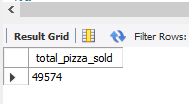 Result Grid Filter Rows:
total_pizza_sold
49574